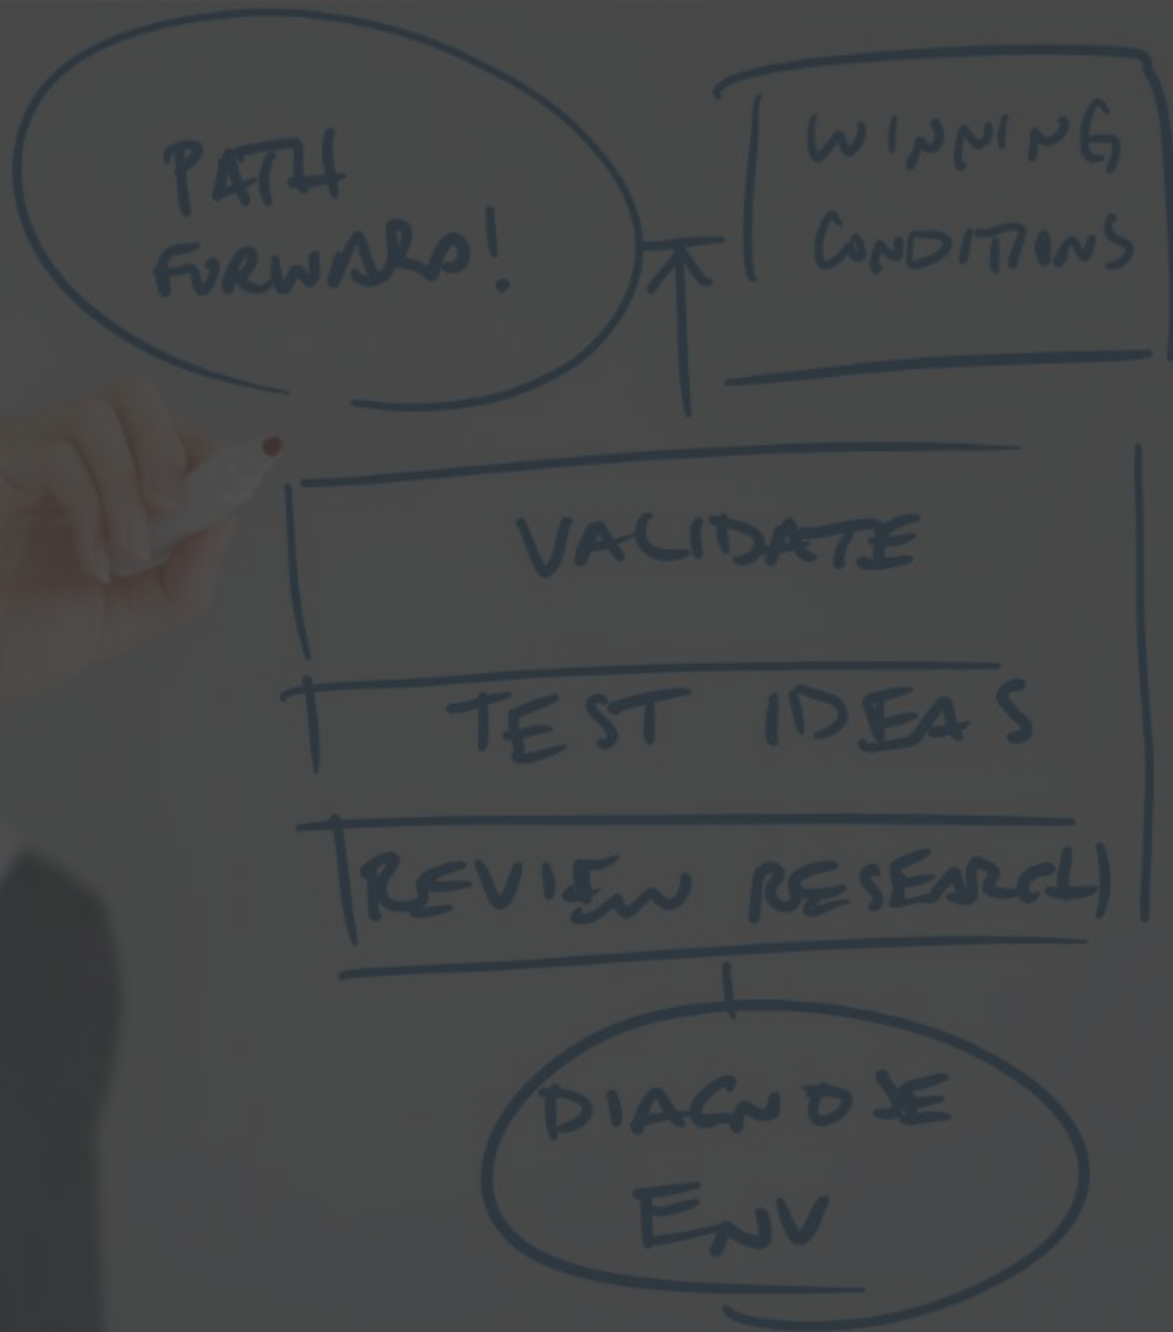 PATH
FORWARD!
WINNING
CONDITIONS
VALIDATE
TEST IDEAS
REVIEW RESEARCH
DIAGNOSE
ENV